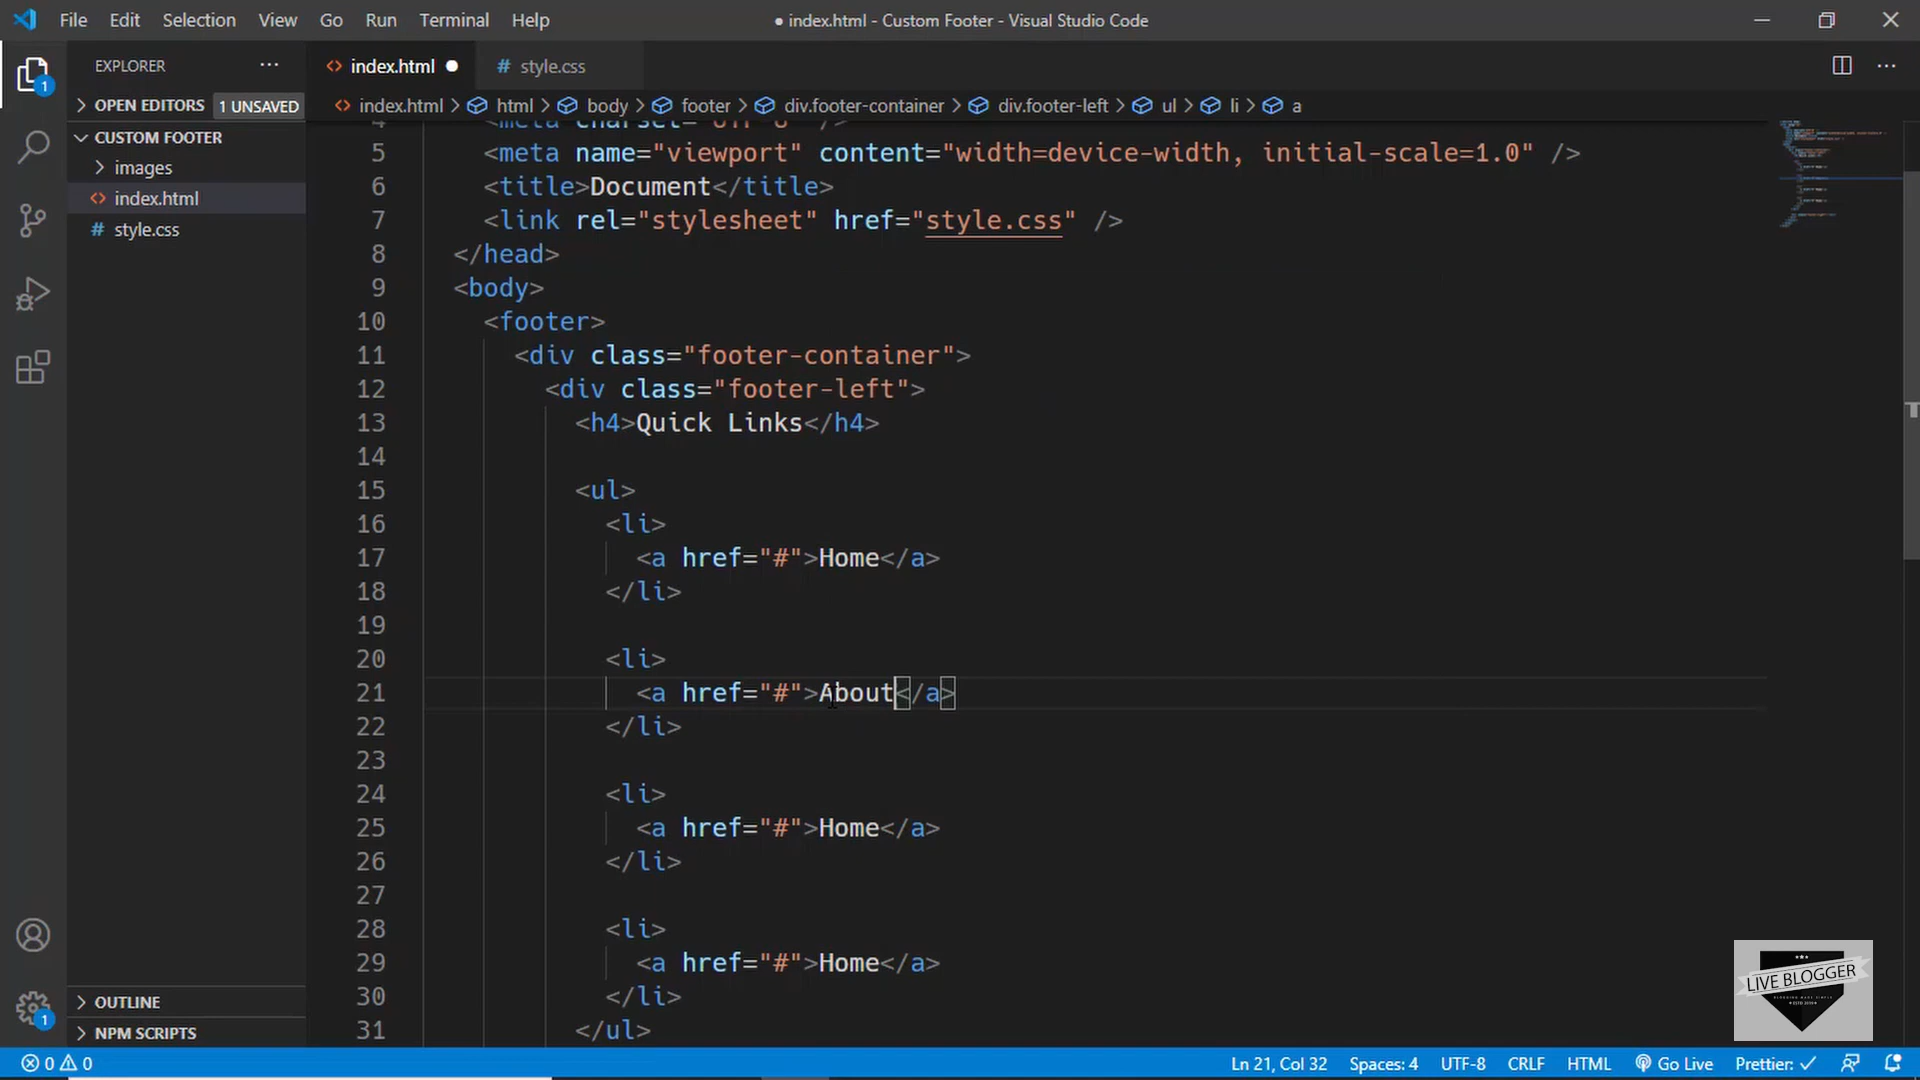 File Edit Selection View Go Run Terminal Help ● index.html - Custom Footer - Visual Studio Code
EXPLORER ··· index.html ● # style.css ···
OPEN EDITORS 1 UNSAVED index.html > html > body > footer > div.footer-container > div.footer-left > ul > li > a
CUSTOM FOOTER
images
index.html
# style.css
5 <meta name="viewport" content="width=device-width, initial-scale=1.0" />
6 <title>Document</title>
7 <link rel="stylesheet" href="style.css" />
8 </head>
9 <body>
10 <footer>
11 <div class="footer-container">
12 <div class="footer-left">
13 <h4>Quick Links</h4>
14
15 <ul>
16 <li>
17 <a href="#">Home</a>
18 </li>
19
20 <li>
21 <a href="#">About</a>
22 </li>
23
24 <li>
25 <a href="#">Home</a>
26 </li>
27
28 <li>
29 <a href="#">Home</a>
30 </li>
31 </ul>
1
1
OUTLINE
NPM SCRIPTS
LIVE BLOGGER
0 0 Ln 21, Col 32 Spaces: 4 UTF-8 CRLF HTML Go Live Prettier: ✓